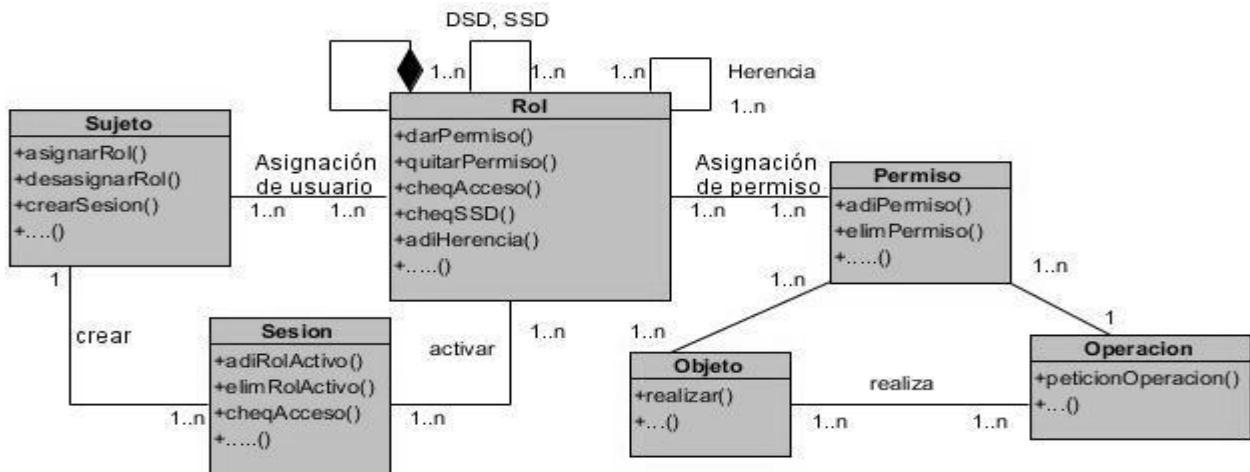 DSD, SSD
1..n
1..n
1..n
Herencia
1..n
Rol
+darPermiso()
+quitarPermiso()
+cheqAcceso()
+cheqSSD()
+adiHerencia()
+.....()
Sujeto
+asignarRol()
+desasignarRol()
+crearSesion()
+....()
Asignación
de usuario
1..n
1..n
Asignación
de permiso
1..n
1..n
Permiso
+adiPermiso()
+elimPermiso()
+.....()
1
crear
1..n
Sesion
+adiRolActivo()
+elimRolActivo()
+cheqAcceso()
+.....()
activar
1..n
1..n
1..n
1..n
1..n
1
Objeto
+realizar()
+...()
realiza
1..n
1..n
Operacion
+peticionOperacion()
+...()